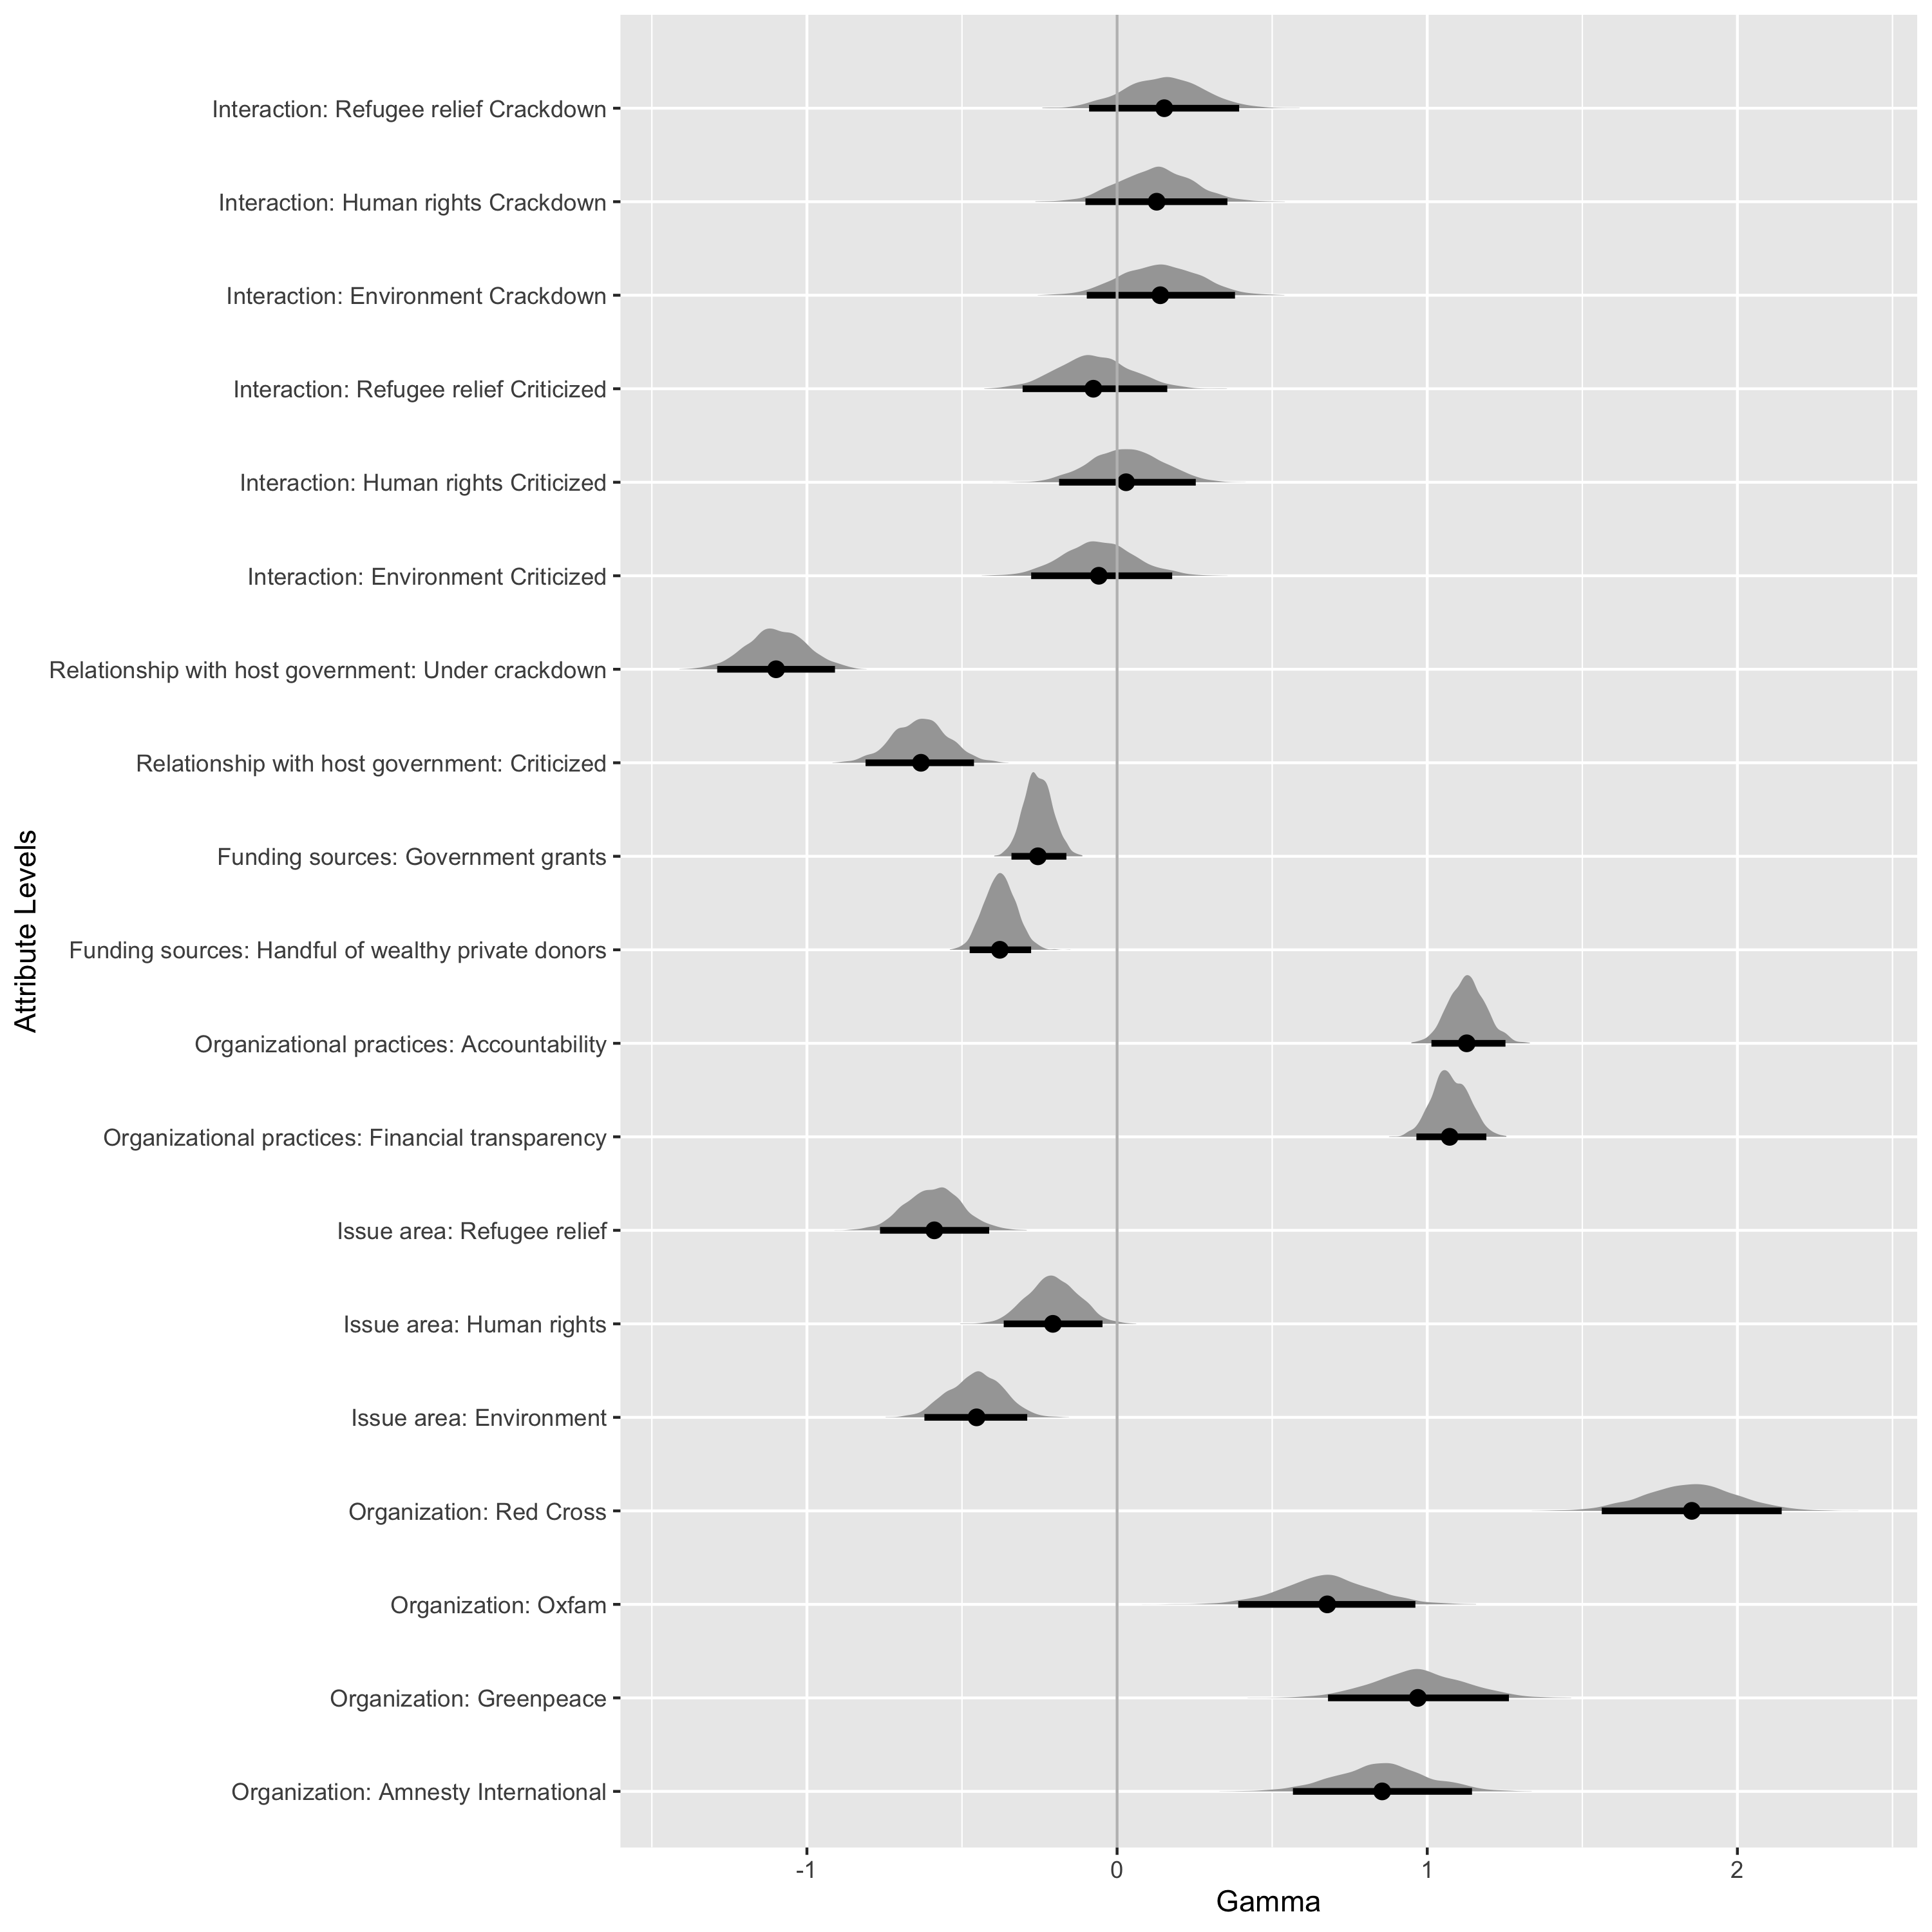 Interaction: Refugee relief Crackdown
Interaction: Human rights Crackdown
Interaction: Environment Crackdown
Interaction: Refugee relief Criticized
Interaction: Human rights Criticized
Interaction: Environment Criticized
Relationship with host government: Under crackdown
Relationship with host government: Criticized
Funding sources: Government grants
Funding sources: Handful of wealthy private donors
Organizational practices: Accountability
Organizational practices: Financial transparency
Issue area: Refugee relief
Issue area: Human rights
Issue area: Environment
Organization: Red Cross
Organization: Oxfam
Organization: Greenpeace
Organization: Amnesty International
Attribute Levels
-1 0 1 2
Gamma